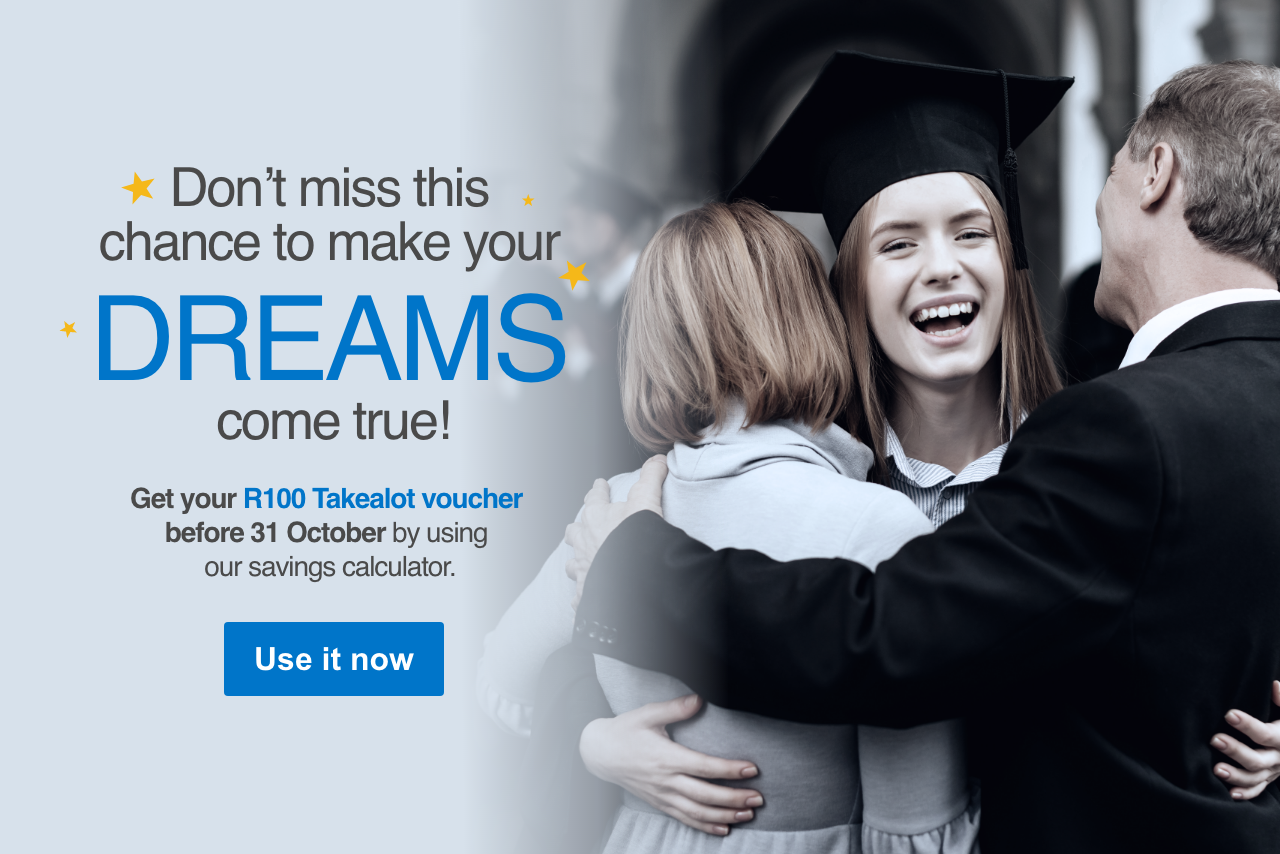 Don’t miss this
chance to make your
DREAMS
come true!
Get your R100 Takealot voucher
before 31 October by using
our savings calculator.
Use it now